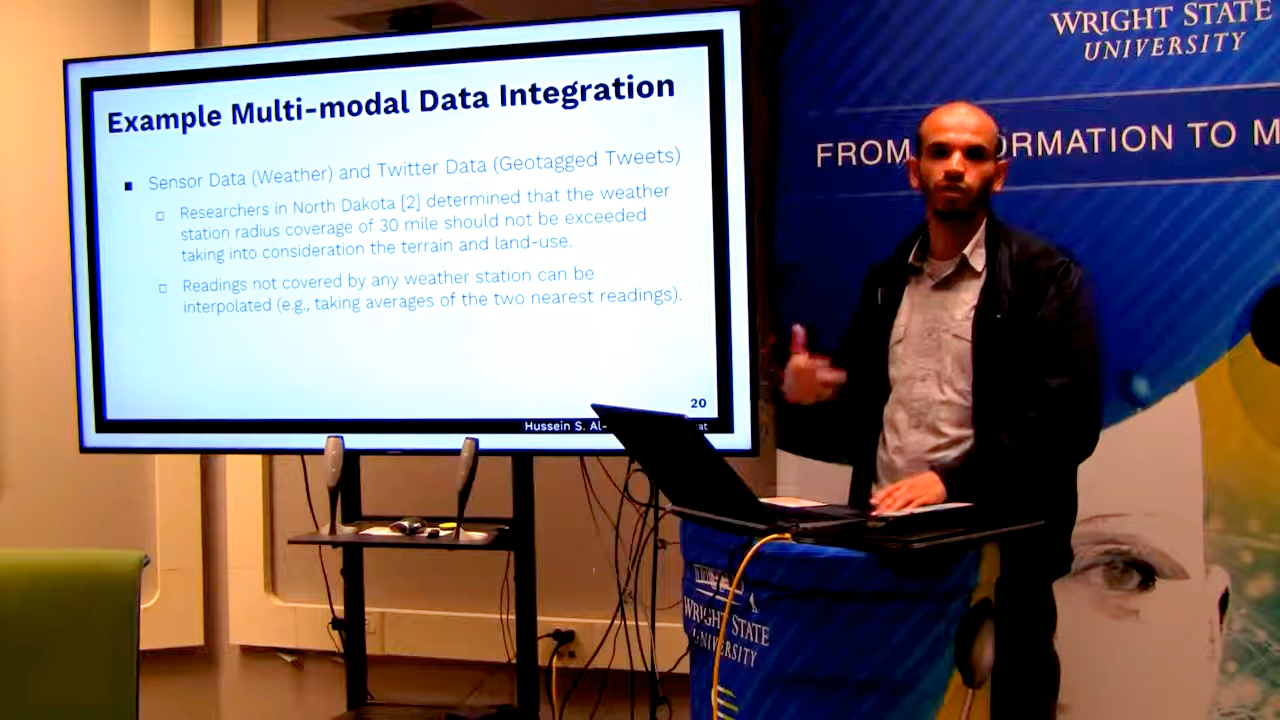 Example Multi-modal Data Integration
Sensor Data (Weather) and Twitter Data (Geotagged Tweets)
Researchers in North Dakota [2] determined that the weather
station radius coverage of 30 mile should not be exceeded
taking into consideration the terrain and land-use.
Readings not covered by any weather station can be
interpolated (e.g., taking averages of the two nearest readings).
20
Hussein S. Al-
WRIGHT STATE
UNIVERSITY
FROM TO
WRIGHT STATE
UNIVERSITY